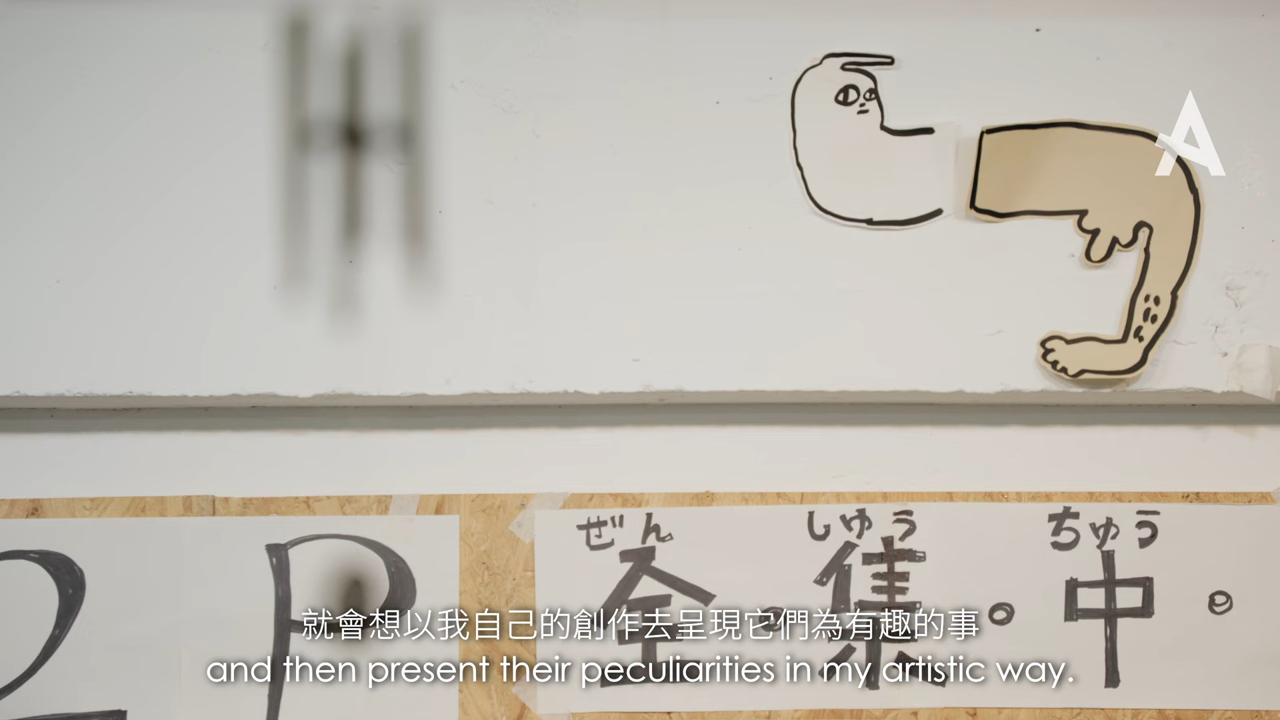 A
ぜん しゅう ちゅう
2 P 全。集。中。
就會想以我自己的創作去呈現它們為有趣的事
and then present their peculiarities in my artistic way.